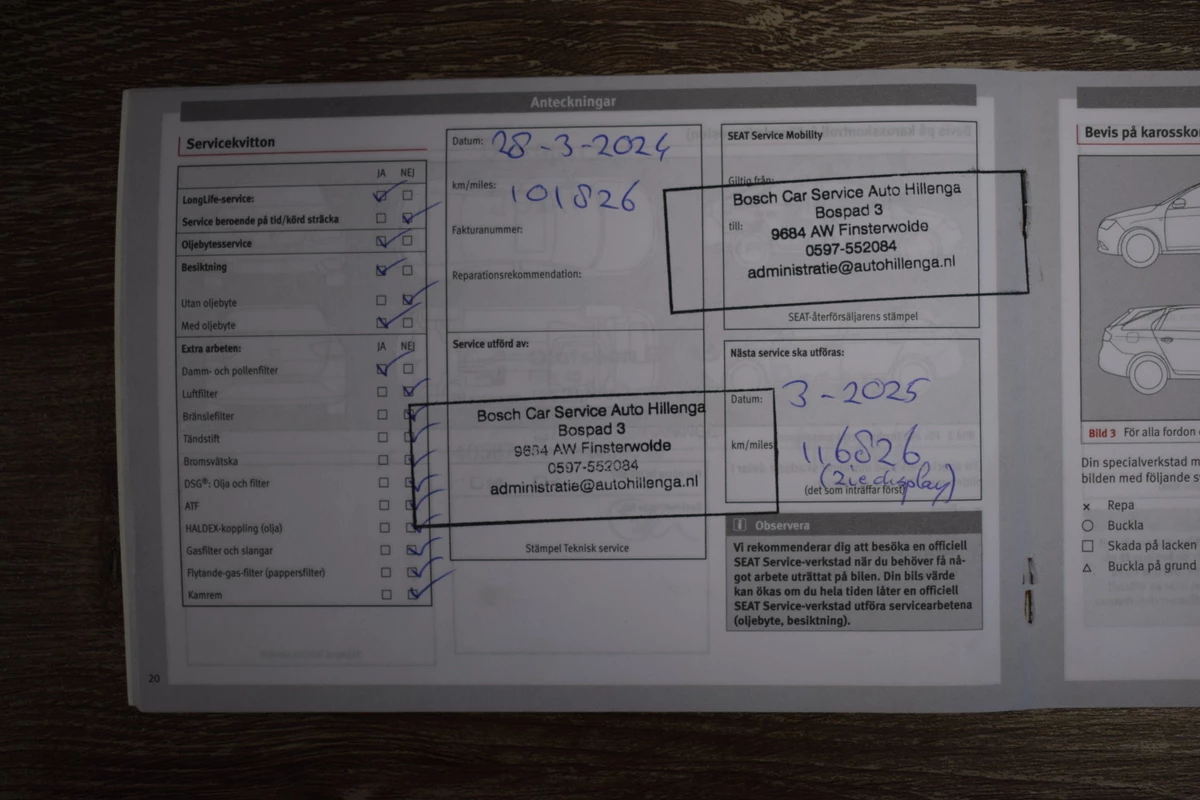 Anteckningar
Servicekvitton
JA NEJ
LongLife-service:
Service beroende på tid/körd sträcka
Oljebytesservice
Besiktning
Utan oljebyte
Med oljebyte
Extra arbeten: JA NEJ
Damm- och pollenfilter
Luftfilter
Bränslefilter
Tändstift
Bromsvätska
DSG®: Olja och filter
ATF
HALDEX-koppling (olja)
Gasfilter och slangar
Flytande-gas-filter (pappersfilter)
Kamrem
20
Datum: 28-3-2024
km/miles: 101826
Fakturanummer:
Reparationsrekommendation:
Service utförd av:
Bosch Car Service Auto Hillenga
Bospad 3
9684 AW Finsterwolde
0597-552084
administratie@autohillenga.nl
Stämpel Teknisk service
SEAT Service Mobility
Giltig från:
Bosch Car Service Auto Hillenga
Bospad 3
till: 9684 AW Finsterwolde
0597-552084
administratie@autohillenga.nl
SEAT-återförsäljarens stämpel
Nästa service ska utföras:
Datum: 3-2025
km/miles 116826
(Zie display)
(det som inträffar först)
i Observera
Vi rekommenderar dig att besöka en officiell
SEAT Service-verkstad när du behöver få nå-
got arbete uträttat på bilen. Din bils värde
kan ökas om du hela tiden låter en officiell
SEAT Service-verkstad utföra servicearbetena
(oljebyte, besiktning).
Bevis på karossko
Bild 3 För alla fordon
Din specialverkstad m
bilden med följande s
× Repa
Buckla
Skada på lacken
Buckla på grund